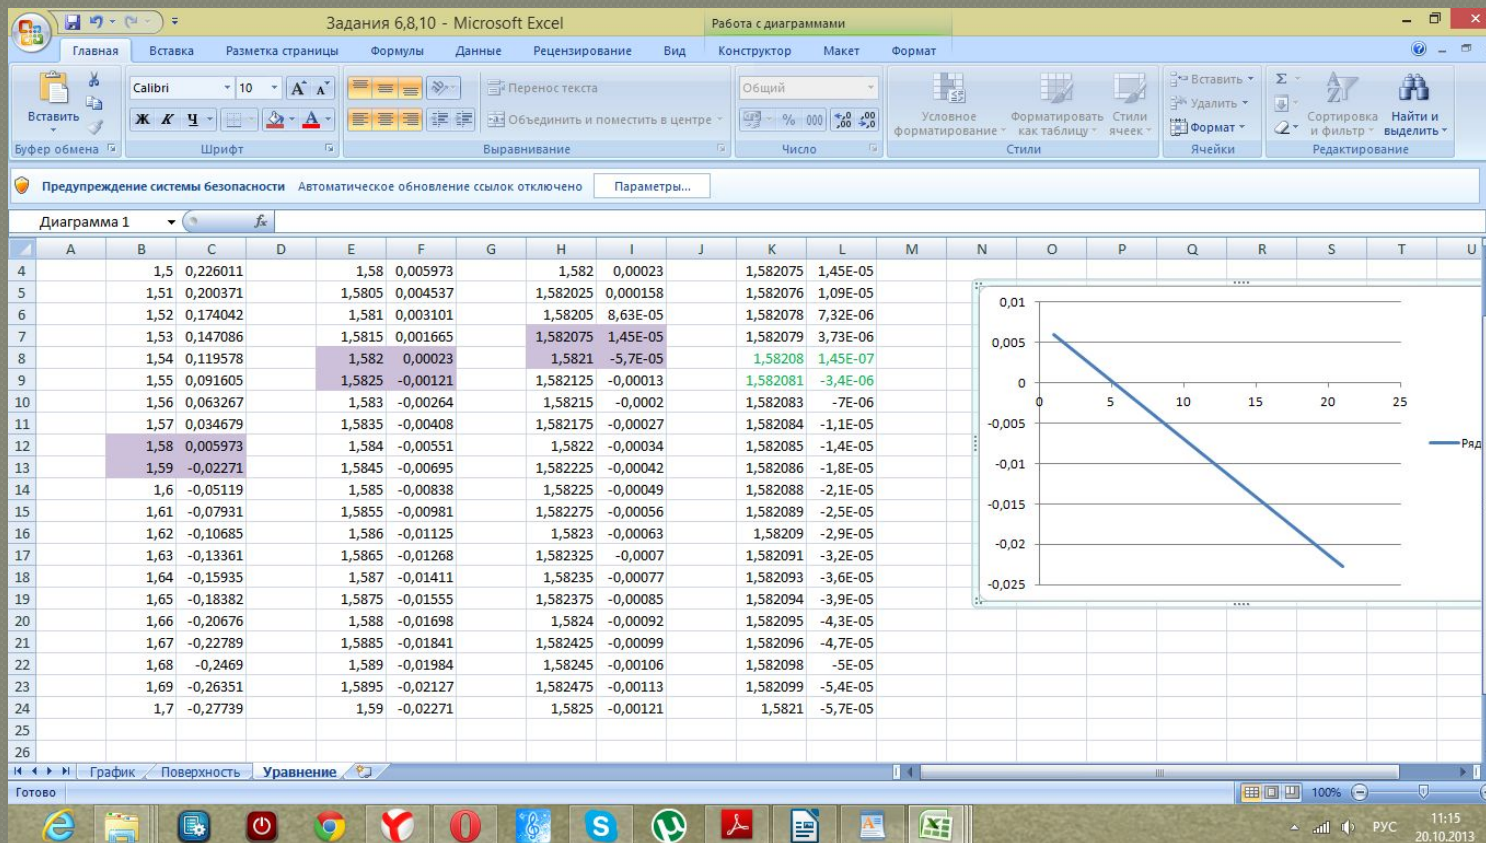 Задания 6,8,10 - Microsoft Excel Работа с диаграммами
Главная Вставка Разметка страницы Формулы Данные Рецензирование Вид Конструктор Макет Формат
Вставить Calibri 10 Перенос текста Общий Условное форматирование Форматировать как таблицу Стили ячеек Вставить Удалить Формат Сортировка и фильтр Найти и выделить
Ж К Ч Объединить и поместить в центре % 000
Буфер обмена Шрифт Выравнивание Число Стили Ячейки Редактирование
Предупреждение системы безопасности Автоматическое обновление ссылок отключено Параметры...
Диаграмма 1 fx
A B C D E F G H I J K L M N O P Q R S T U
4 1,5 0,226011 1,58 0,005973 1,582 0,00023 1,582075 1,45E-05
5 1,51 0,200371 1,5805 0,004537 1,582025 0,000158 1,582076 1,09E-05
6 1,52 0,174042 1,581 0,003101 1,58205 8,63E-05 1,582078 7,32E-06
7 1,53 0,147086 1,5815 0,001665 1,582075 1,45E-05 1,582079 3,73E-06
8 1,54 0,119578 1,582 0,00023 1,5821 -5,7E-05 1,58208 1,45E-07
9 1,55 0,091605 1,5825 -0,00121 1,582125 -0,00013 1,582081 -3,4E-06
10 1,56 0,063267 1,583 -0,00264 1,58215 -0,0002 1,582083 -7E-06
11 1,57 0,034679 1,5835 -0,00408 1,582175 -0,00027 1,582084 -1,1E-05
12 1,58 0,005973 1,584 -0,00551 1,5822 -0,00034 1,582085 -1,4E-05
13 1,59 -0,02271 1,5845 -0,00695 1,582225 -0,00042 1,582086 -1,8E-05
14 1,6 -0,05119 1,585 -0,00838 1,58225 -0,00049 1,582088 -2,1E-05
15 1,61 -0,07931 1,5855 -0,00981 1,582275 -0,00056 1,582089 -2,5E-05
16 1,62 -0,10685 1,586 -0,01125 1,5823 -0,00063 1,58209 -2,9E-05
17 1,63 -0,13361 1,5865 -0,01268 1,582325 -0,0007 1,582091 -3,2E-05
18 1,64 -0,15935 1,587 -0,01411 1,58235 -0,00077 1,582093 -3,6E-05
19 1,65 -0,18382 1,5875 -0,01555 1,582375 -0,00085 1,582094 -3,9E-05
20 1,66 -0,20676 1,588 -0,01698 1,5824 -0,00092 1,582095 -4,3E-05
21 1,67 -0,22789 1,5885 -0,01841 1,582425 -0,00099 1,582096 -4,7E-05
22 1,68 -0,2469 1,589 -0,01984 1,58245 -0,00106 1,582098 -5E-05
23 1,69 -0,26351 1,5895 -0,02127 1,582475 -0,00113 1,582099 -5,4E-05
24 1,7 -0,27739 1,59 -0,02271 1,5825 -0,00121 1,5821 -5,7E-05
25
26
0,01
0,005
0
0 5 10 15 20 25
-0,005
Ряд
-0,01
-0,015
-0,02
-0,025
График Поверхность Уравнение
Готово 100%
РУС 11:15
20.10.2013